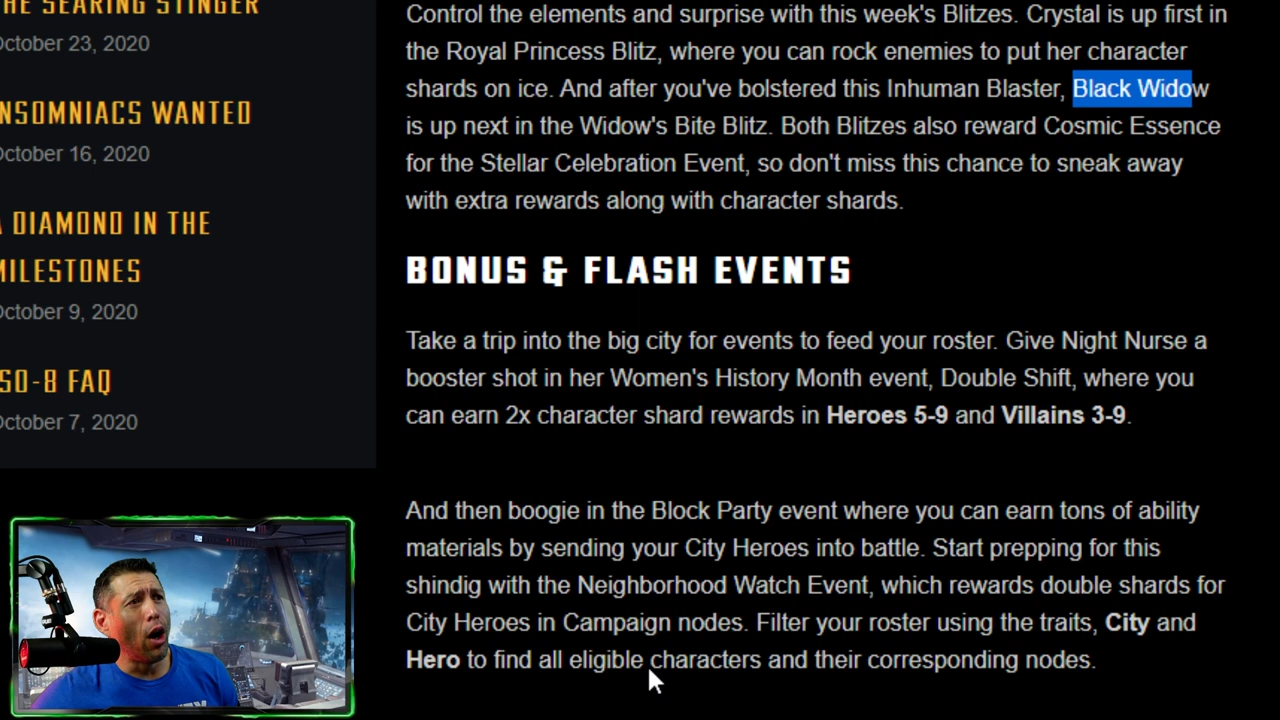 HE SEARING STINGER
October 23, 2020
NSOMNIACS WANTED
October 16, 2020
A DIAMOND IN THE
MILESTONES
October 9, 2020
SO-8 FAQ
October 7, 2020
Control the elements and surprise with this week's Blitzes. Crystal is up first in
the Royal Princess Blitz, where you can rock enemies to put her character
shards on ice. And after you've bolstered this Inhuman Blaster, Black Widow
is up next in the Widow's Bite Blitz. Both Blitzes also reward Cosmic Essence
for the Stellar Celebration Event, so don't miss this chance to sneak away
with extra rewards along with character shards.
BONUS & FLASH EVENTS
Take a trip into the big city for events to feed your roster. Give Night Nurse a
booster shot in her Women's History Month event, Double Shift, where you
can earn 2x character shard rewards in Heroes 5-9 and Villains 3-9.
And then boogie in the Block Party event where you can earn tons of ability
materials by sending your City Heroes into battle. Start prepping for this
shindig with the Neighborhood Watch Event, which rewards double shards for
City Heroes in Campaign nodes. Filter your roster using the traits, City and
Hero to find all eligible characters and their corresponding nodes.